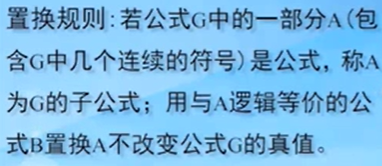 置换规则:若公式G中的一部分A(包
含G中几个连续的符号)是公式，称A
为G的子公式；用与A逻辑等价的公
式B置换A不改变公式G的真值。